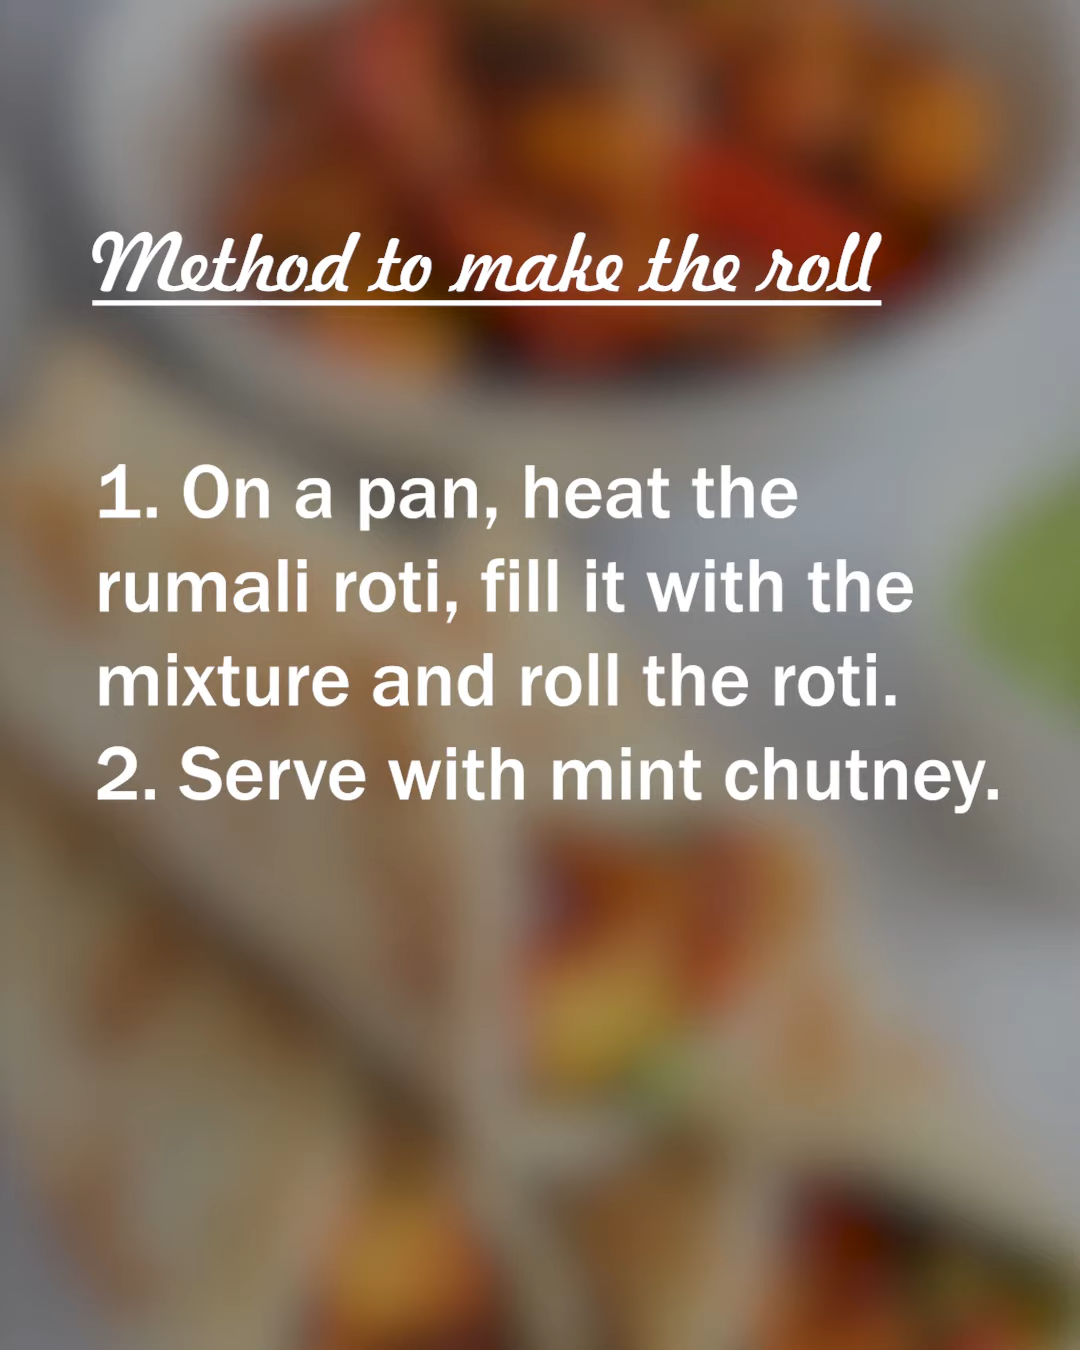 Method to make the roll
1. On a pan, heat the
rumali roti, fill it with the
mixture and roll the roti.
2. Serve with mint chutney.